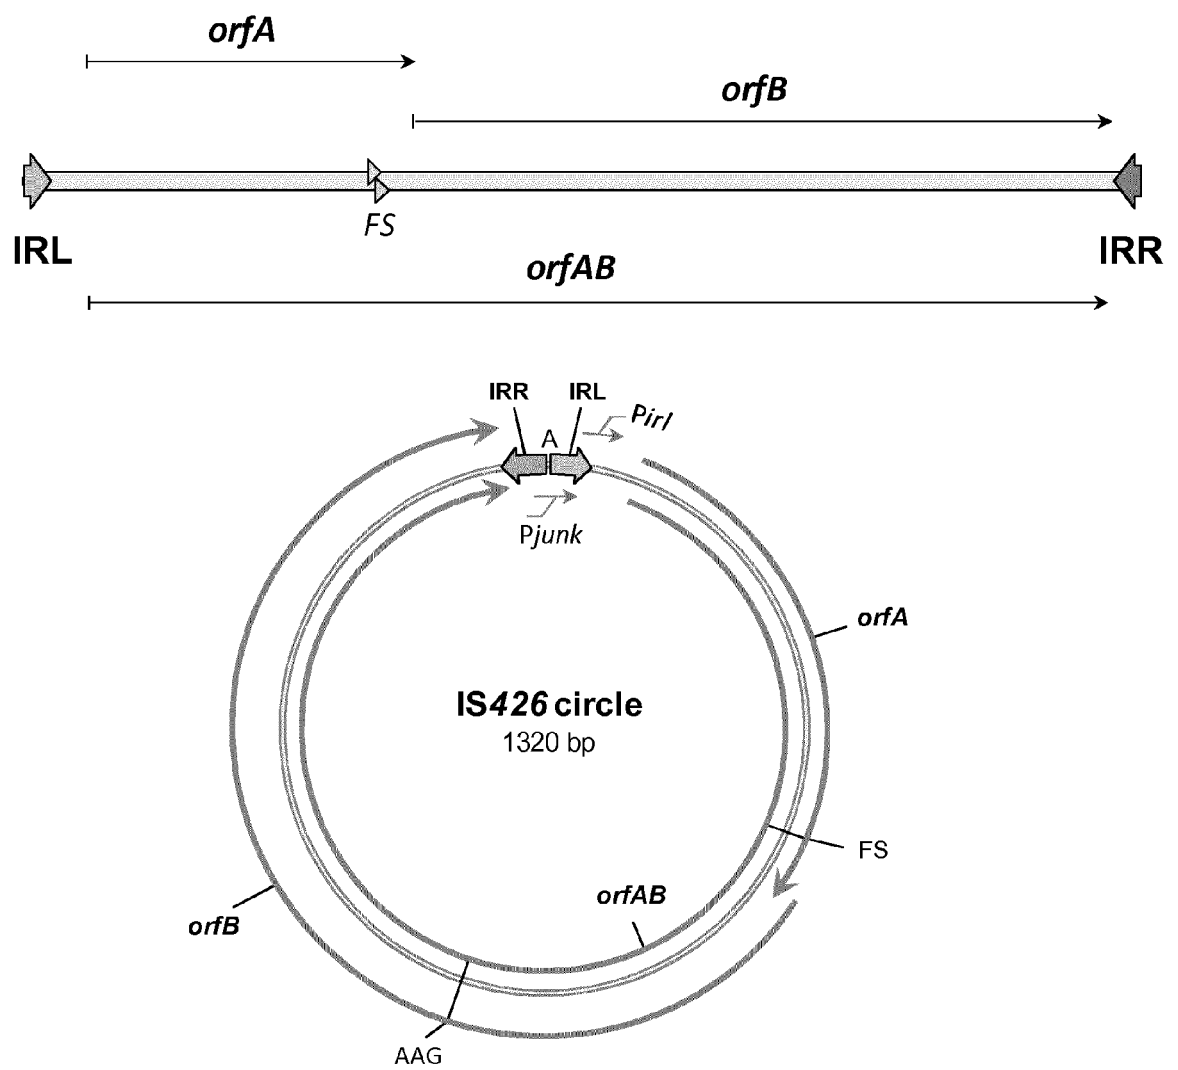 orfA
orfB
FS
IRL
IRR
orfAB
IRR
IRL
A
Pirl
Pjunk
orfA
IS426 circle
1320 bp
FS
orfAB
orfB
AAG